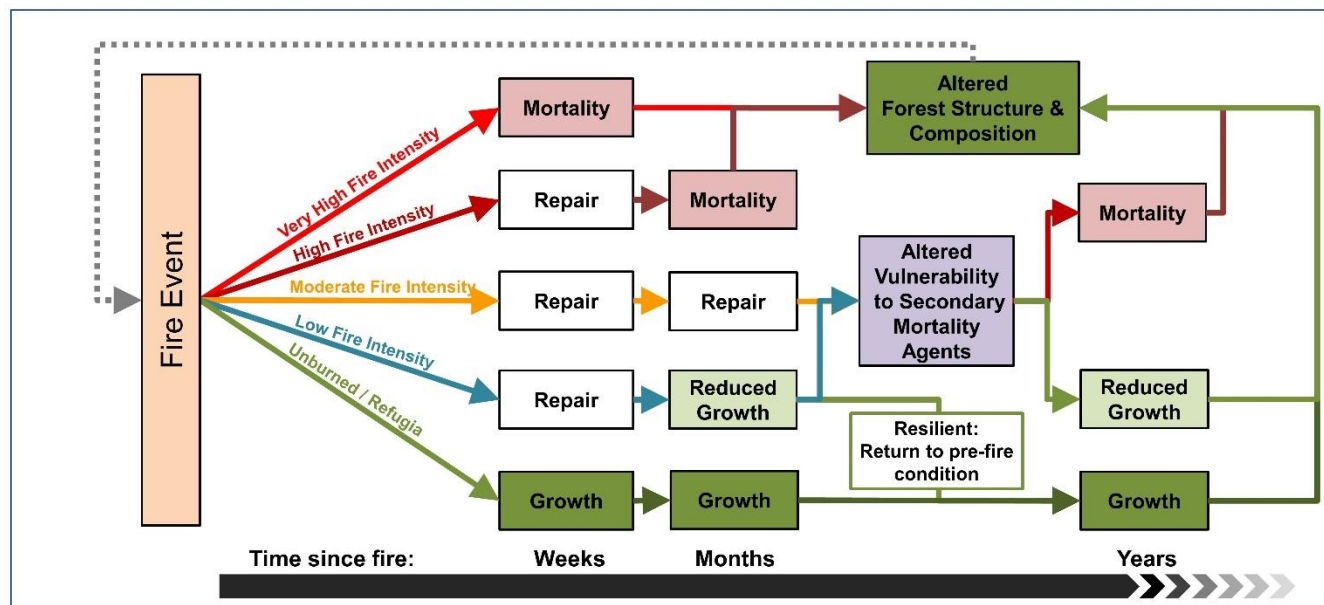 Fire Event
Very High Fire Intensity
High Fire Intensity
Moderate Fire Intensity
Low Fire Intensity
Unburned / Refugia
Mortality
Repair
Repair
Repair
Growth
Mortality
Repair
Reduced
Growth
Growth
Altered
Forest Structure &
Composition
Altered
Vulnerability
to Secondary
Mortality
Agents
Resilient:
Return to pre-fire
condition
Mortality
Reduced
Growth
Growth
Time since fire:
Weeks
Months
Years